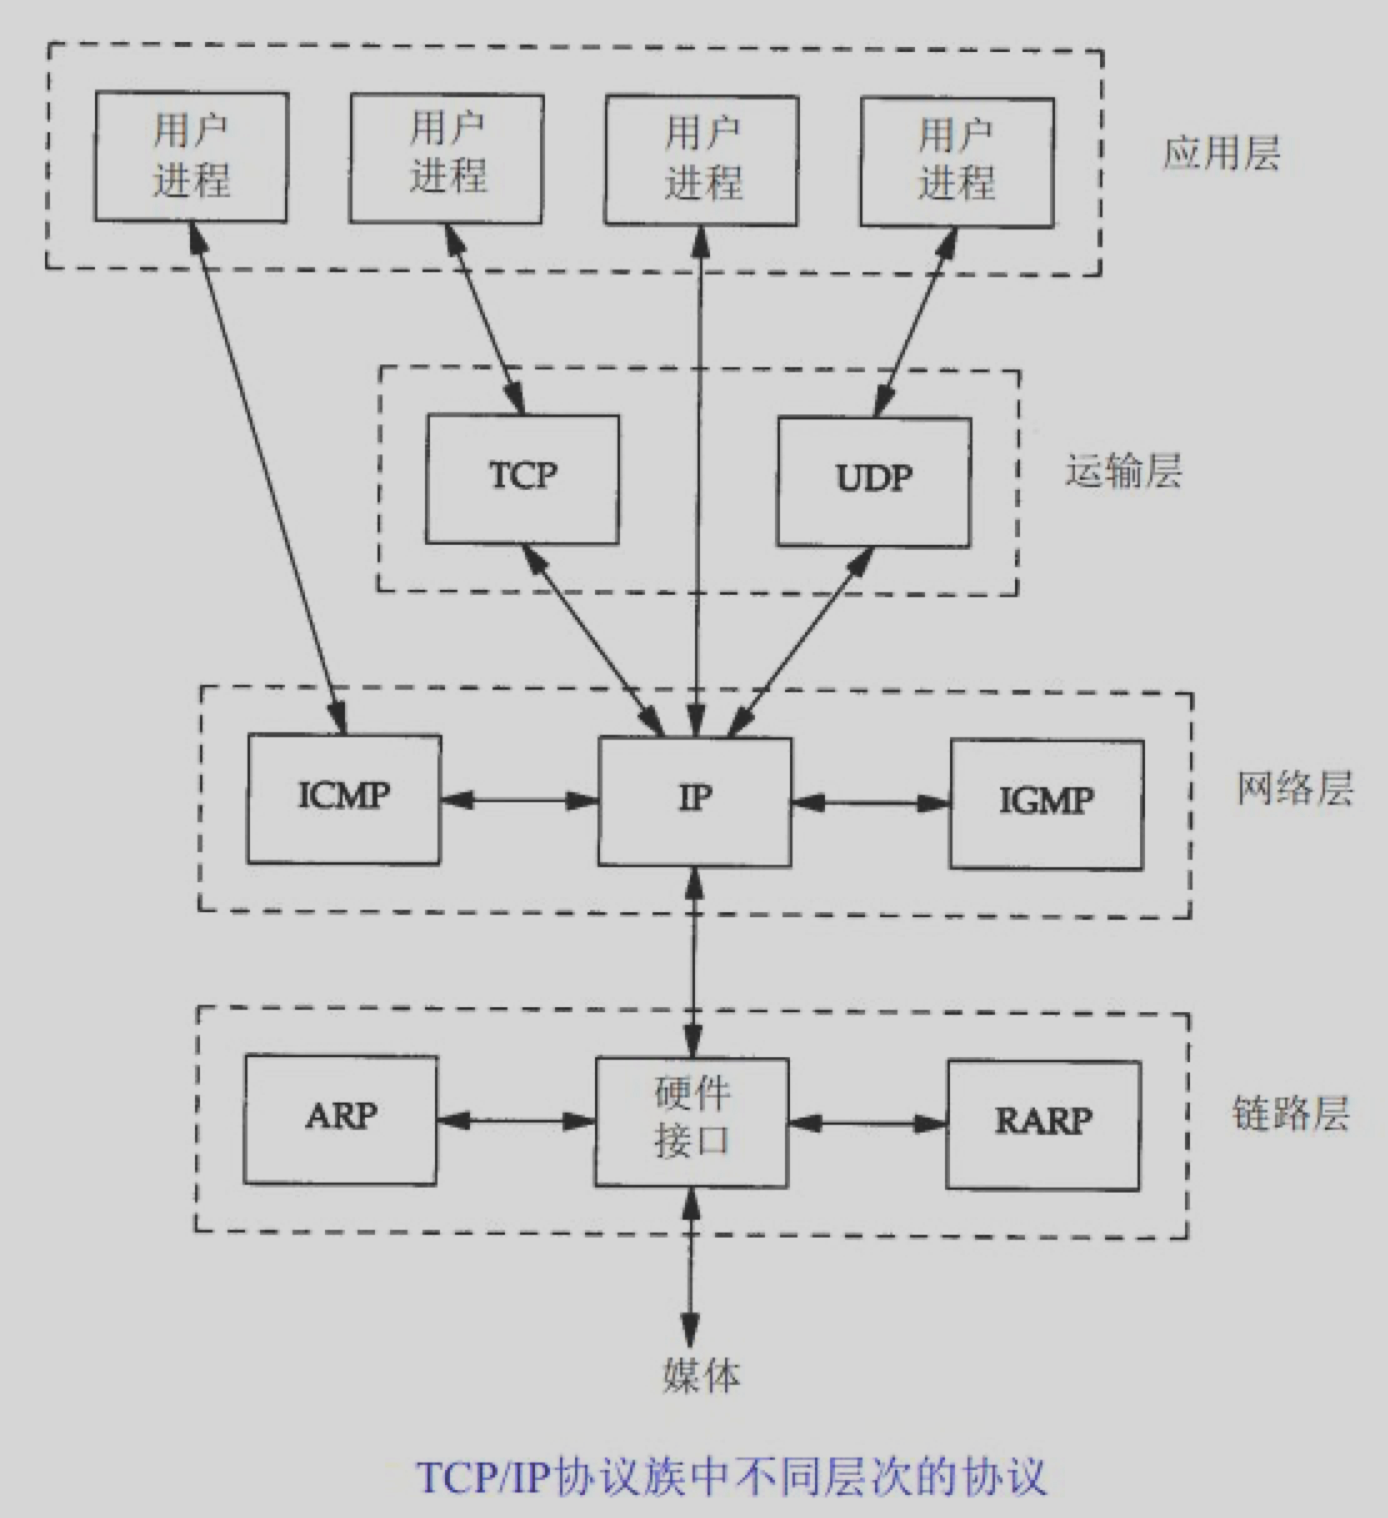 用户
进程
用户
进程
用户
进程
用户
进程
应用层
TCP
UDP
运输层
ICMP
IP
IGMP
网络层
ARP
硬件
接口
RARP
链路层
媒体
TCP/IP协议族中不同层次的协议